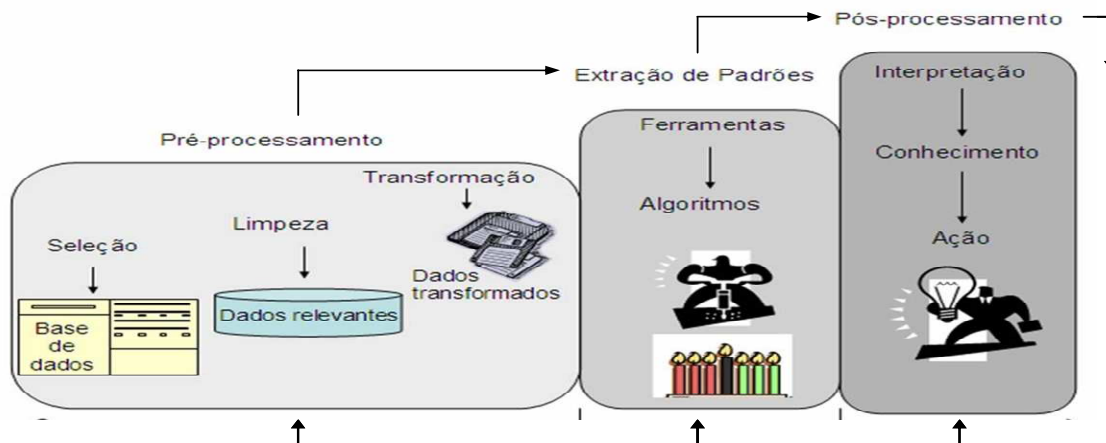 Pós-processamento
Extração de Padrões
Interpretação
Pré-processamento
Ferramentas
Conhecimento
Transformação
Algoritmos
Limpeza
Seleção
Ação
Dados
transformados
Dados relevantes
Base
de
dados